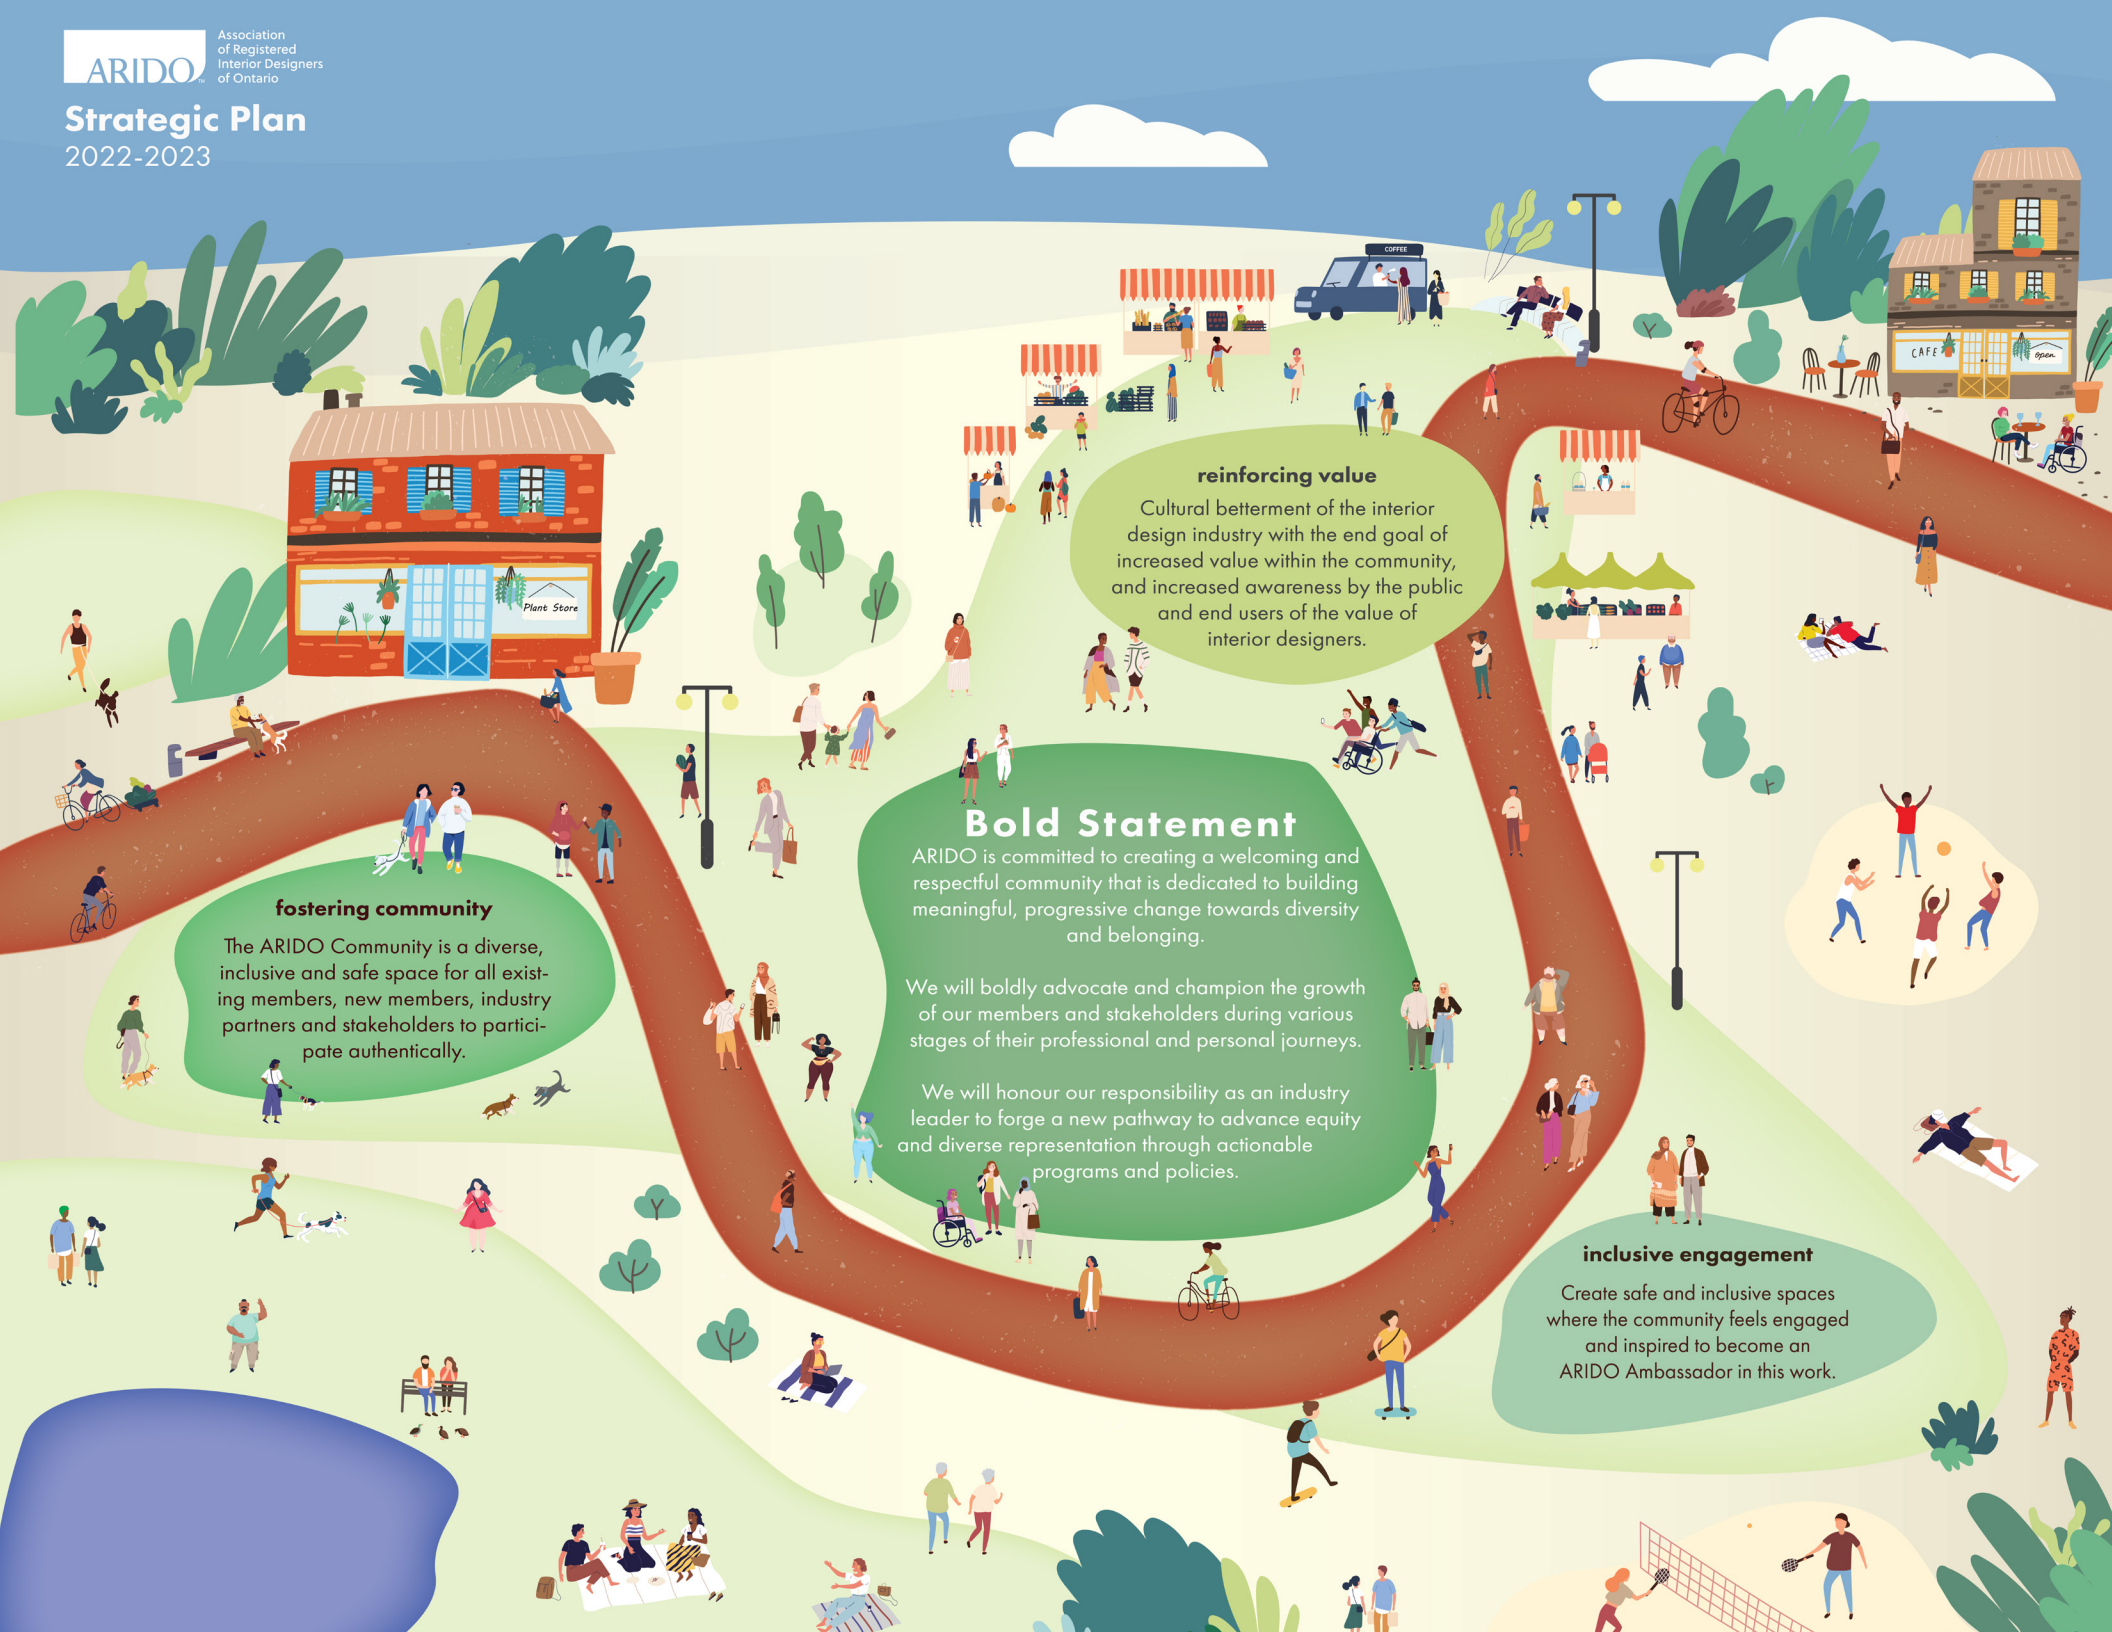 ARIDO
TM
Association
of Registered
Interior Designers
of Ontario
Strategic Plan
2022-2023
COFFEE
CAFE
open
reinforcing value
Cultural betterment of the interior
design industry with the end goal of
increased value within the community,
and increased awareness by the public
and end users of the value of
interior designers.
Plant Store
Bold Statement
ARIDO is committed to creating a welcoming and
respectful community that is dedicated to building
meaningful, progressive change towards diversity
and belonging.
We will boldly advocate and champion the growth
of our members and stakeholders during various
stages of their professional and personal journeys.
We will honour our responsibility as an industry
leader to forge a new pathway to advance equity
and diverse representation through actionable
programs and policies.
fostering community
The ARIDO Community is a diverse,
inclusive and safe space for all exist-
ing members, new members, industry
partners and stakeholders to partici-
pate authentically.
inclusive engagement
Create safe and inclusive spaces
where the community feels engaged
and inspired to become an
ARIDO Ambassador in this work.